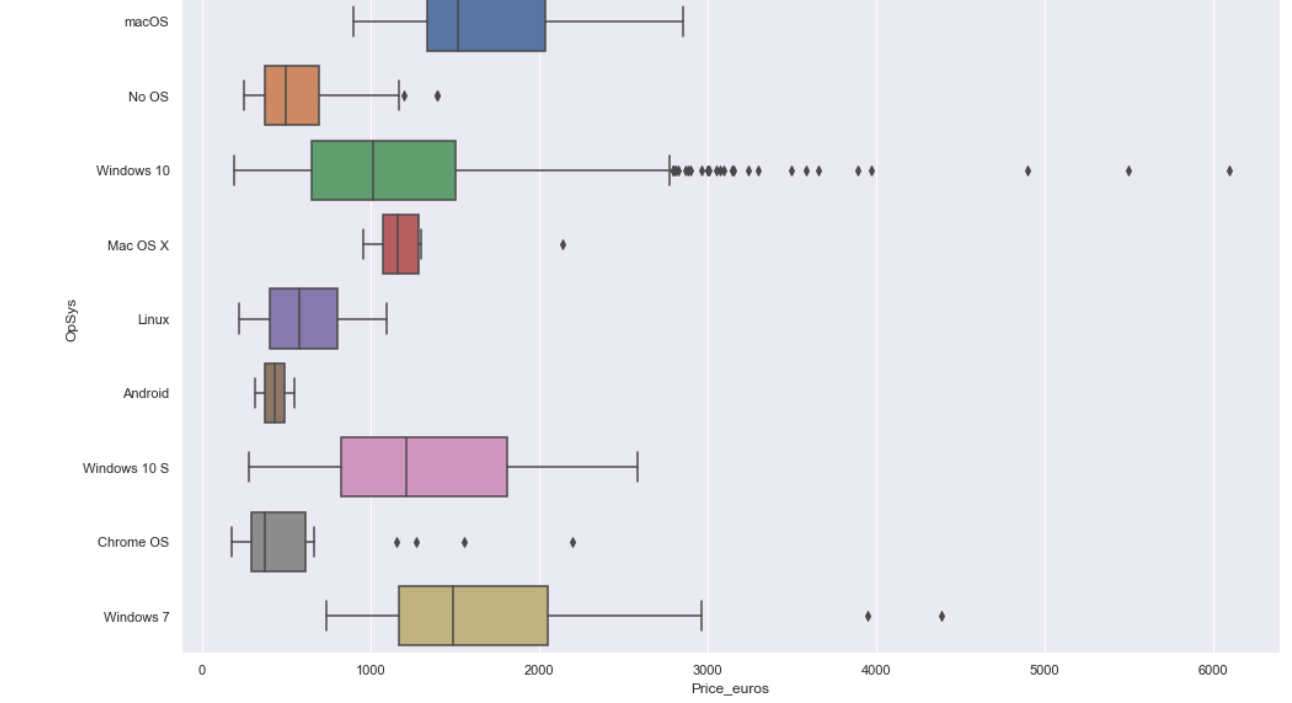 macOS
No OS
Windows 10
Mac OS X
OpSys
Linux
Android
Windows 10 S
Chrome OS
Windows 7
0 1000 2000 3000 4000 5000 6000
Price_euros